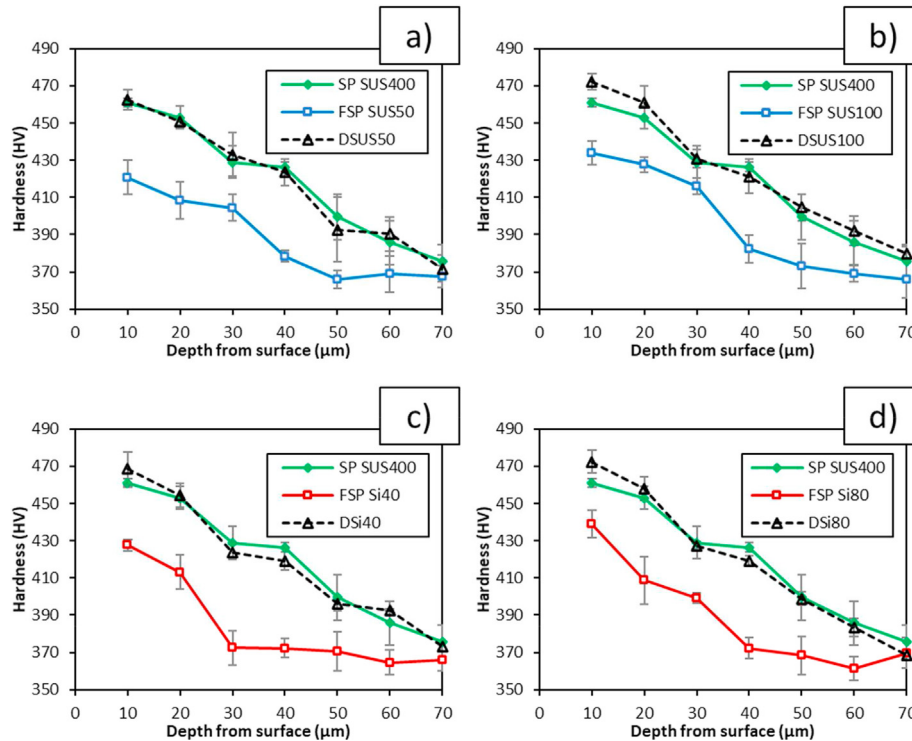 a)
490
470
450
430
410
390
370
350
Hardness (HV)
SP SUS400
FSP SUS50
DSUS50
0 10 20 30 40 50 60 70
Depth from surface (µm)
b)
490
470
450
430
410
390
370
350
Hardness (HV)
SP SUS400
FSP SUS100
DSUS100
0 10 20 30 40 50 60 70
Depth from surface (µm)
c)
490
470
450
430
410
390
370
350
Hardness (HV)
SP SUS400
FSP Si40
DSi40
0 10 20 30 40 50 60 70
Depth from surface (µm)
d)
490
470
450
430
410
390
370
350
Hardness (HV)
SP SUS400
FSP Si80
DSi80
0 10 20 30 40 50 60 70
Depth from surface (µm)